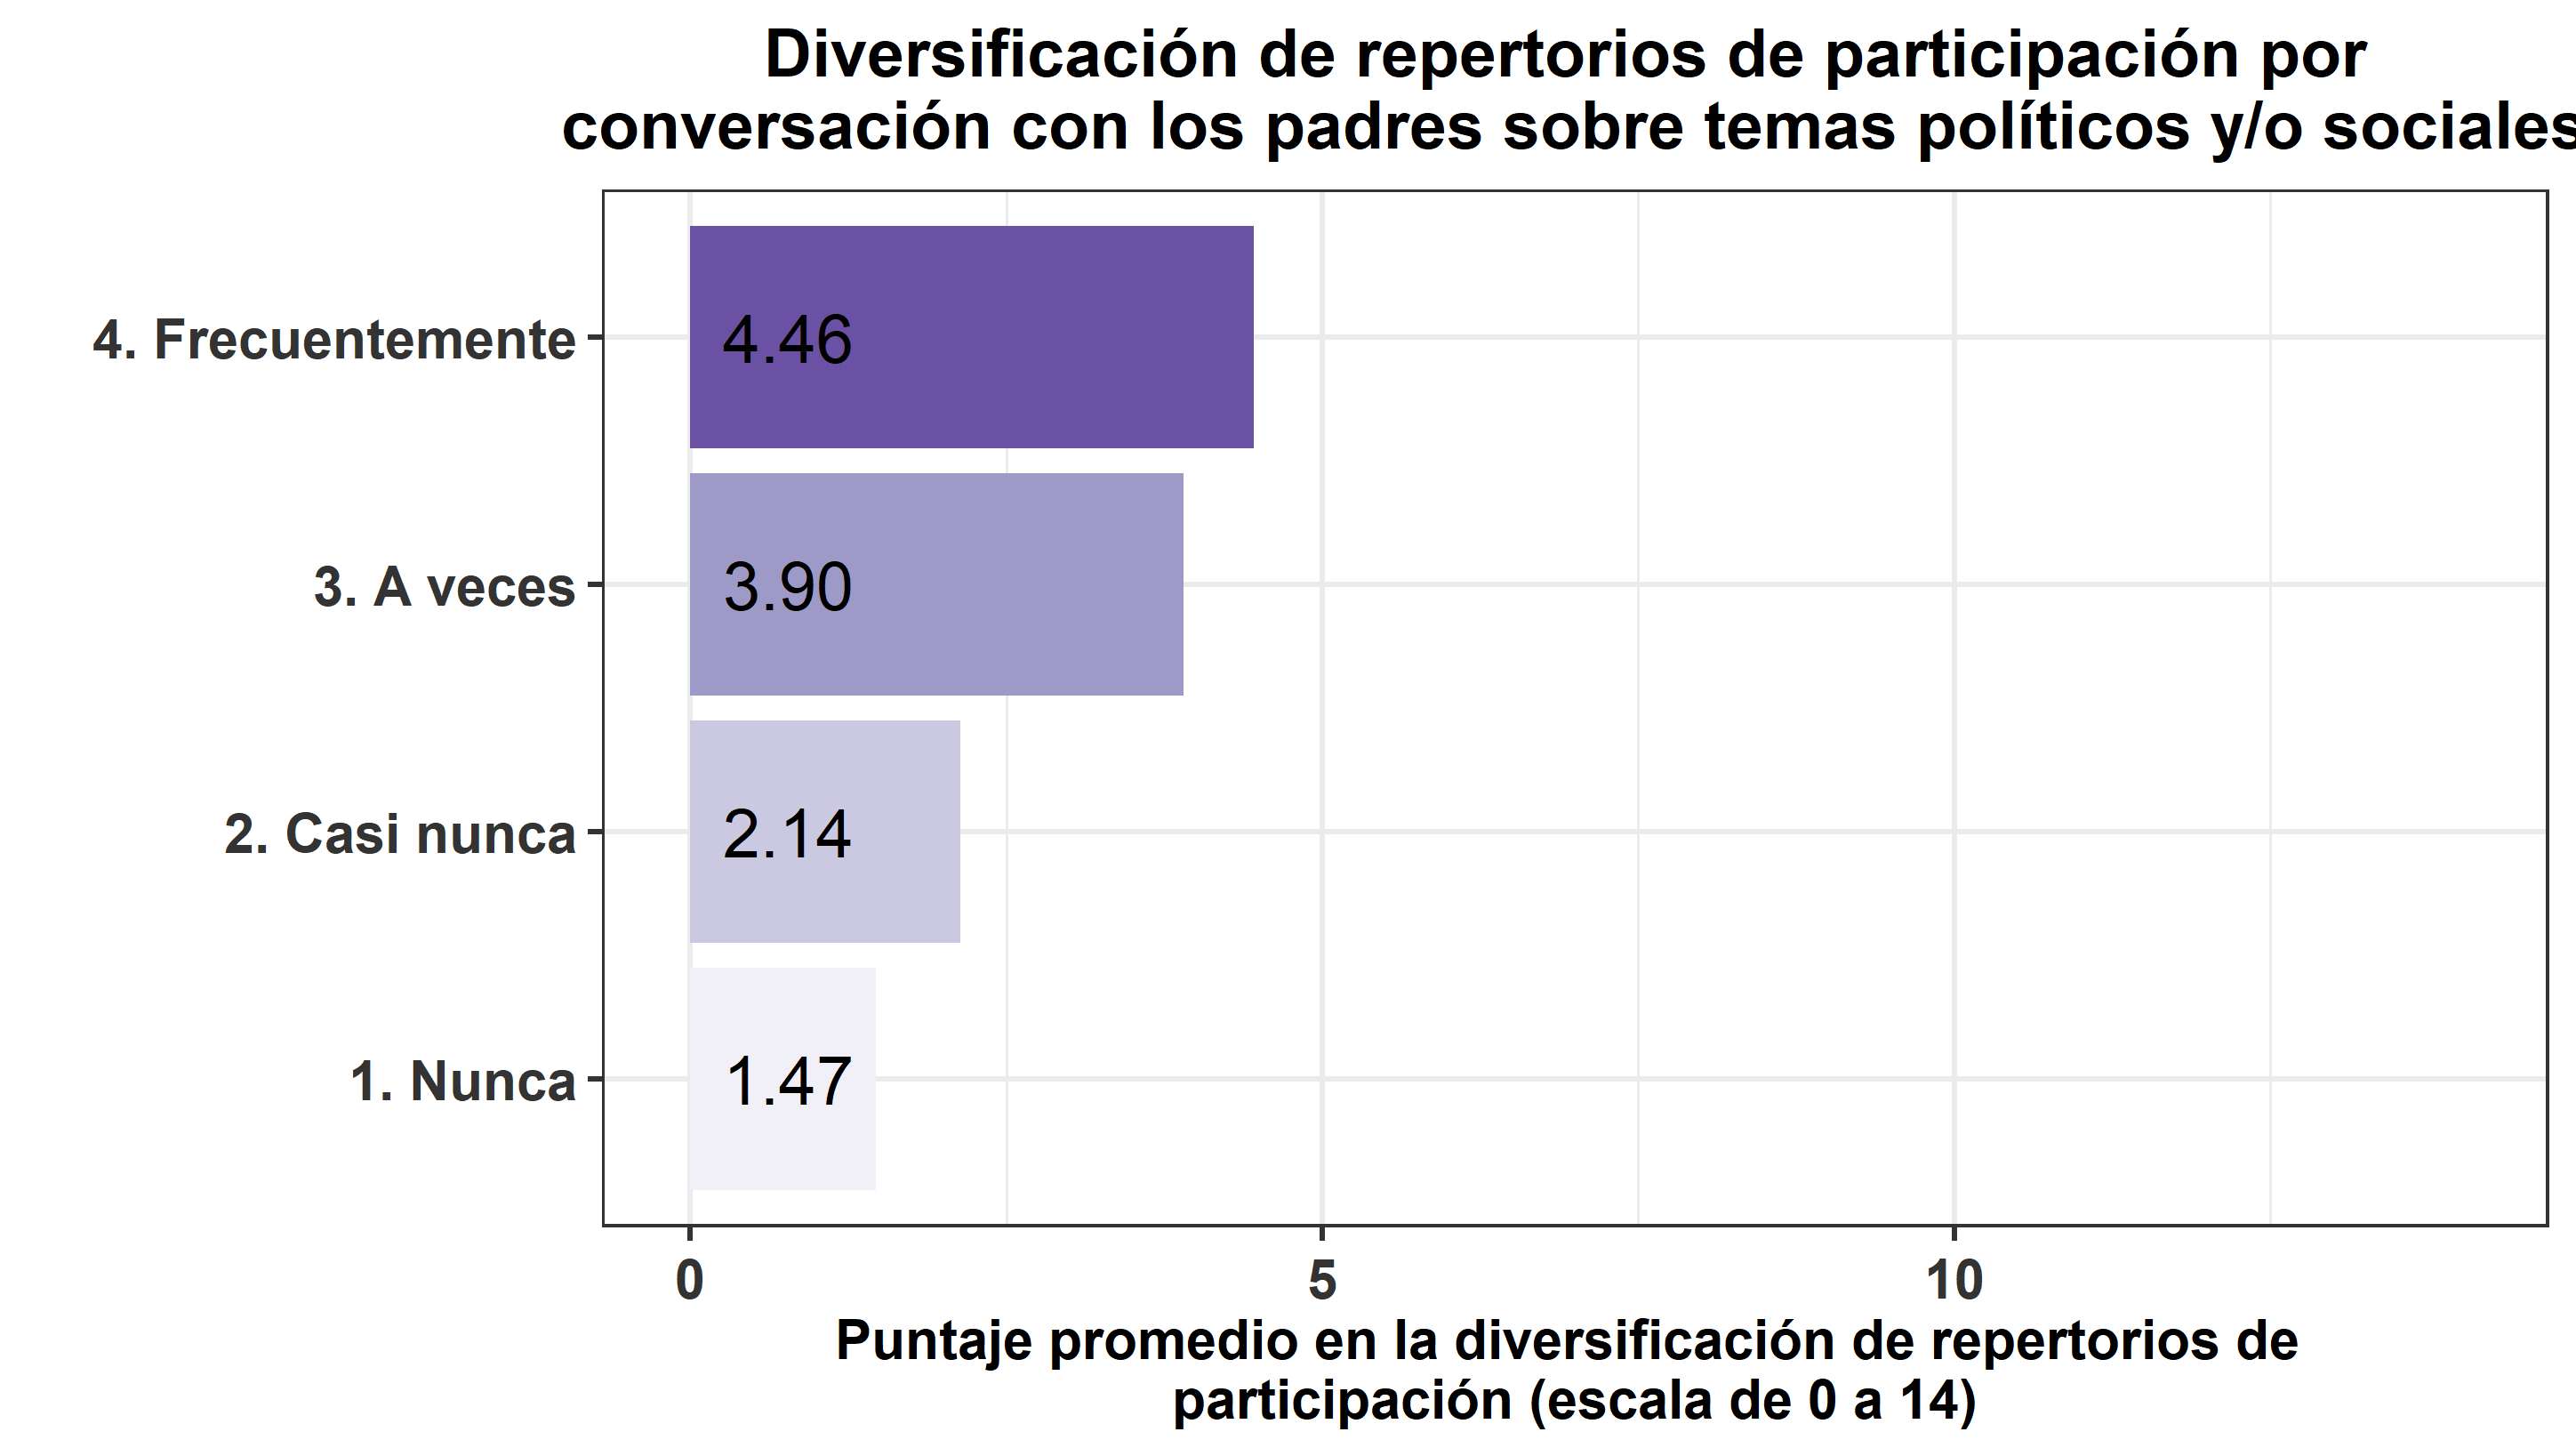 Diversificación de repertorios de participación por
conversación con los padres sobre temas políticos y/o sociales
4. Frecuentemente
4.46
3. A veces
3.90
2. Casi nunca
2.14
1. Nunca
1.47
0
5
10
Puntaje promedio en la diversificación de repertorios de
participación (escala de 0 a 14)